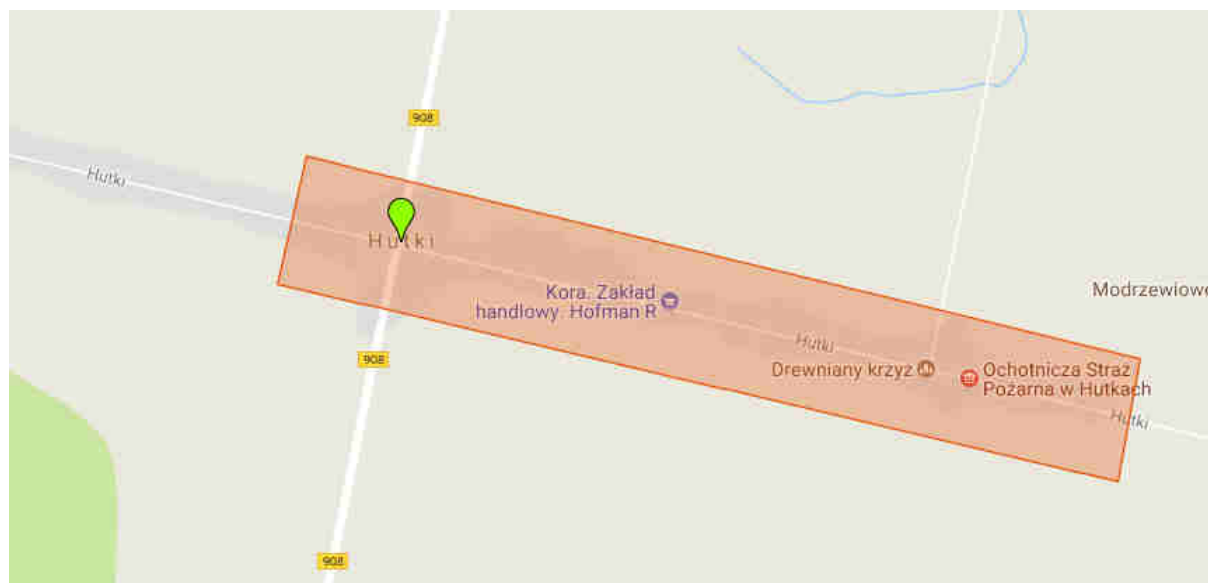 908
Hutki
Hutki
Kora. Zakład
handlowy. Hofman R
Modrzewiowe
Hutki
908
Drewniany krzyż
Ochotnicza Straż
Pożarna w Hutkach
Hutki
908